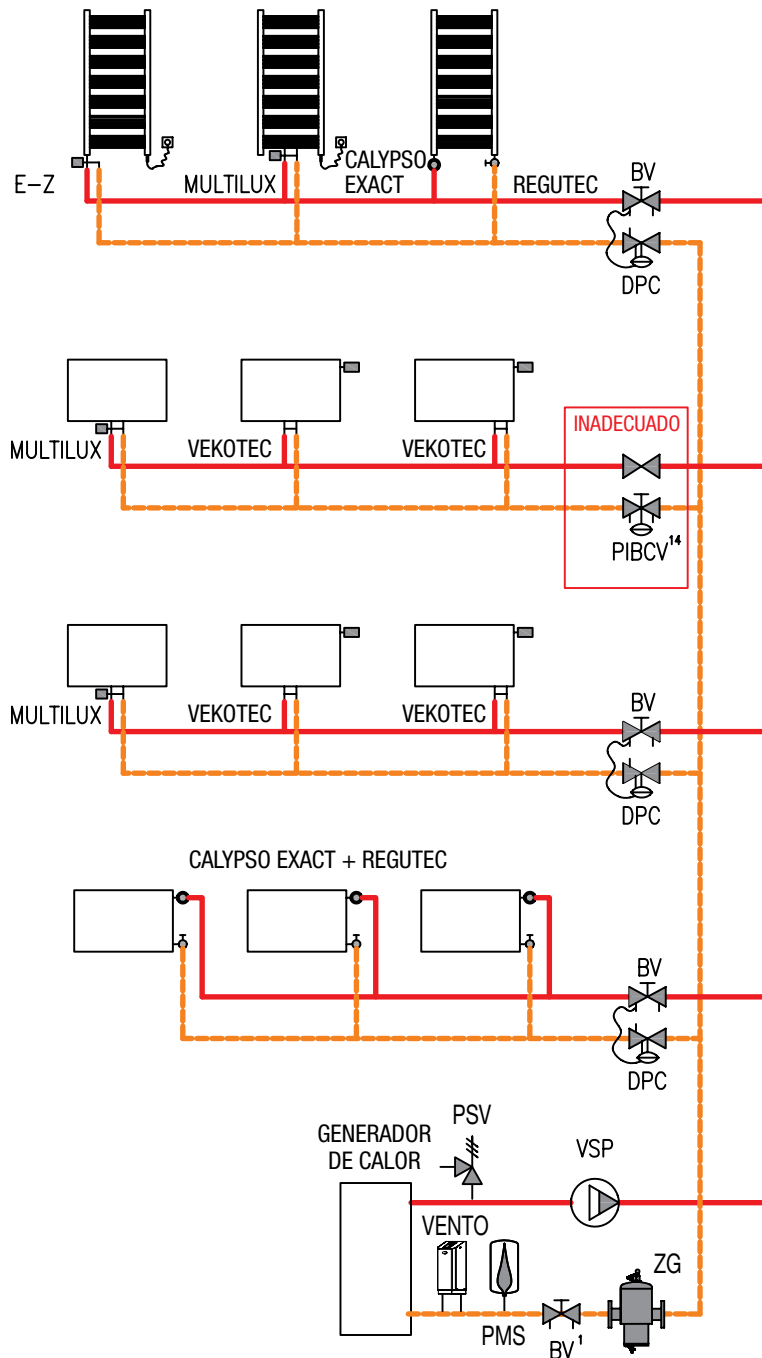 E-Z
MULTILUX
CALYPSO
EXACT
REGUTEC
BV
DPC
MULTILUX
VEKOTEC
VEKOTEC
INADECUADO
PIBCV¹⁴
MULTILUX
VEKOTEC
VEKOTEC
BV
DPC
CALYPSO EXACT + REGUTEC
BV
DPC
GENERADOR
DE CALOR
PSV
VSP
VENTO
PMS
BV¹
ZG